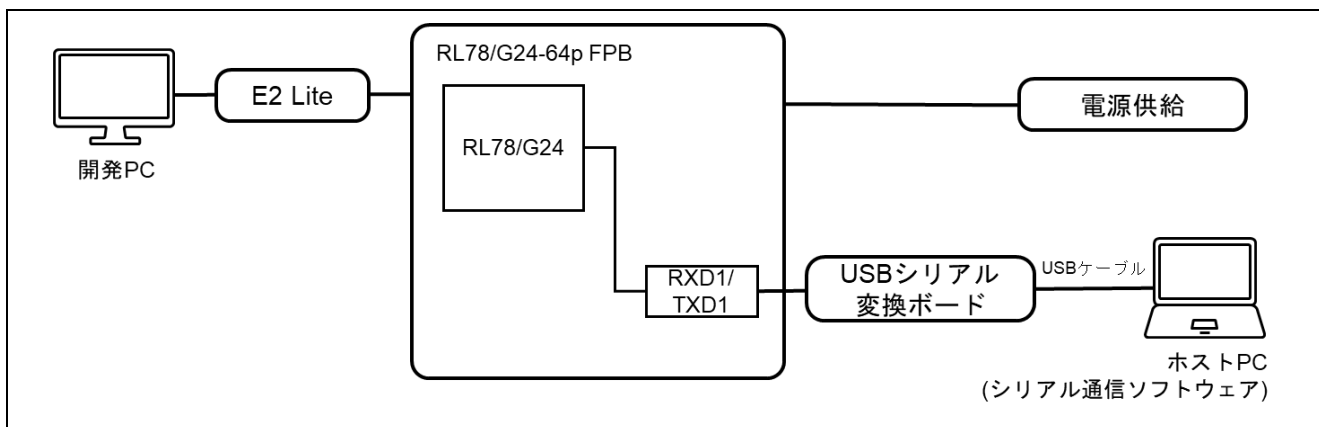 RL78/G24-64p FPB
E2 Lite
開発PC
RL78/G24
電源供給
RXD1/
TXD1
USBシリアル
変換ボード
USBケーブル
ホストPC
(シリアル通信ソフトウェア)